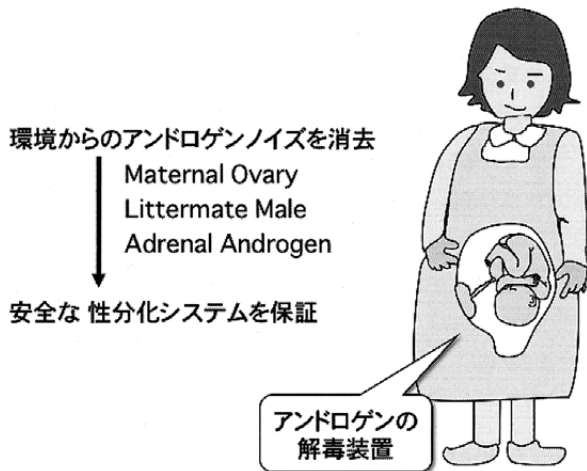 環境からのアンドロゲンノイズを消去
Maternal Ovary
Littermate Male
Adrenal Androgen
安全な 性分化システムを保証
アンドロゲンの
解毒装置